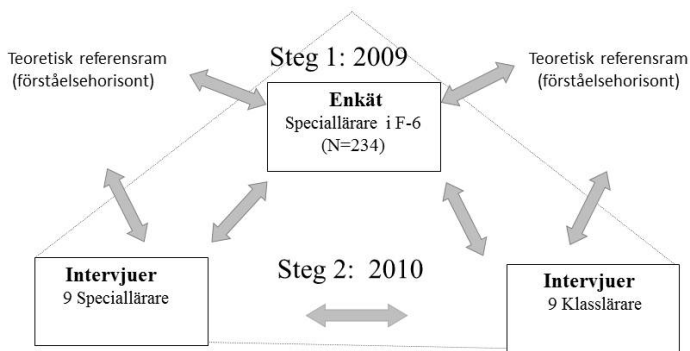 Teoretisk referensram
(förståelsehorisont)
Steg 1: 2009
Teoretisk referensram
(förståelsehorisont)
Enkät
Speciallärare i F-6
(N=234)
Steg 2: 2010
Intervjuer
9 Speciallärare
Intervjuer
9 Klasslärare